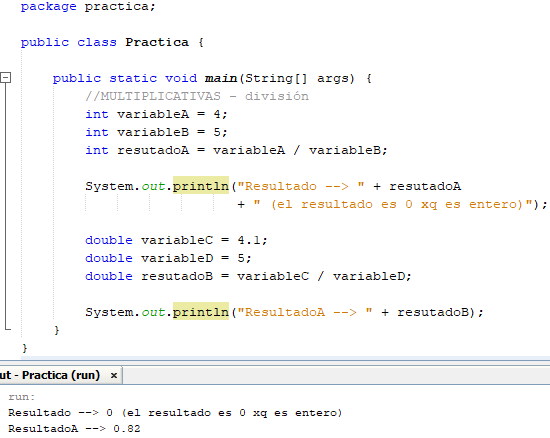 package practica;
public class Practica {
public static void main(String[] args) {
//MULTIPLICATIVAS - división
int variableA = 4;
int variableB = 5;
int resutadoA = variableA / variableB;
System.out.println("Resultado --> " + resutadoA
+ " (el resultado es 0 xq es entero)");
double variableC = 4.1;
double variableD = 5;
double resutadoB = variableC / variableD;
System.out.println("ResultadoA --> " + resutadoB);
}
}
ut - Practica (run) ×
run:
Resultado --> 0 (el resultado es 0 xq es entero)
ResultadoA --> 0.82